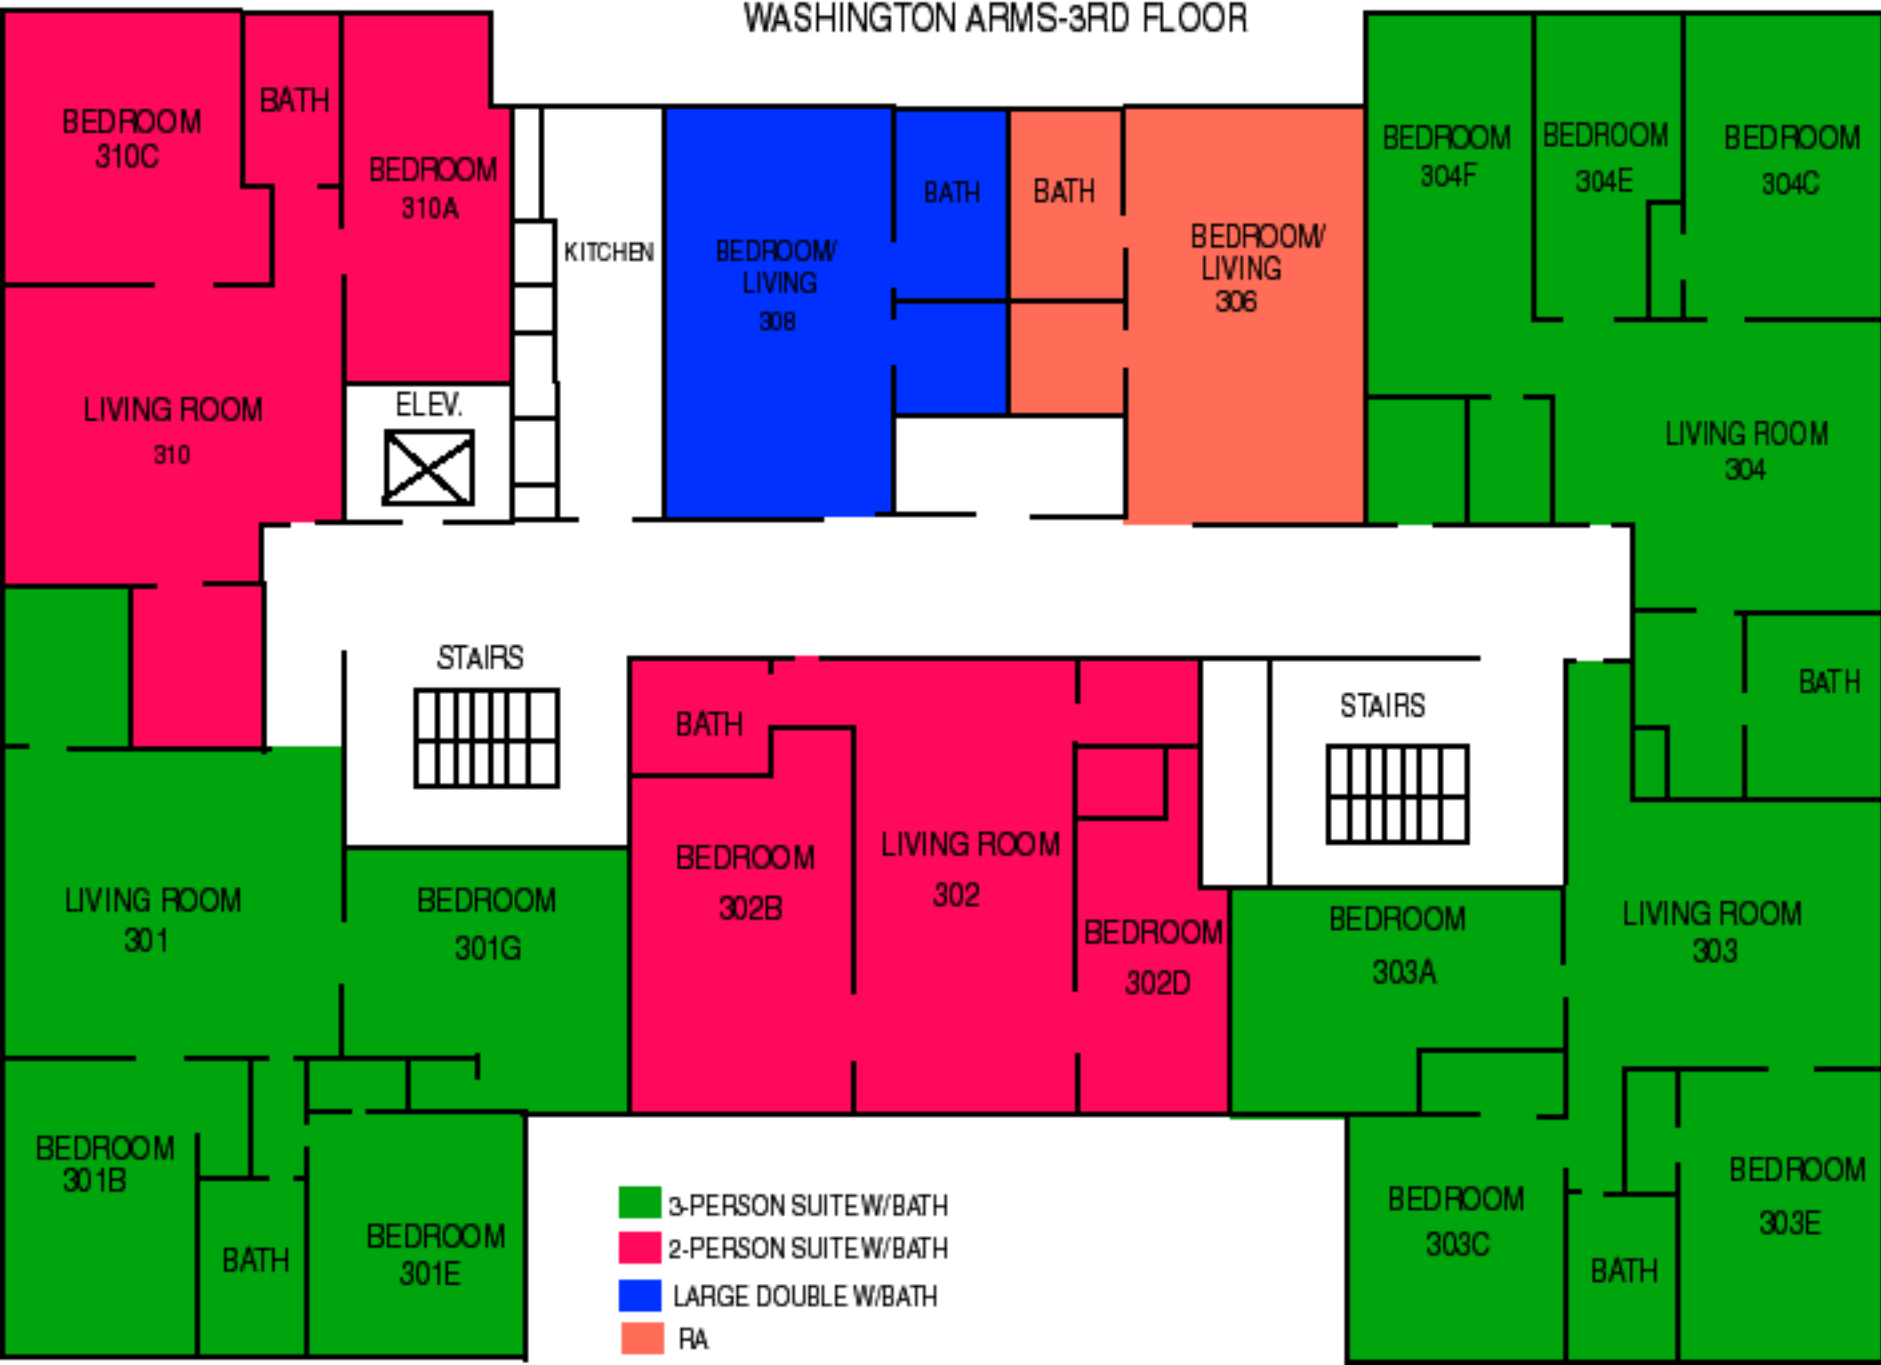 WASHINGTON ARMS-3RD FLOOR
BEDROOM
310C
BATH
BEDROOM
310A
KITCHEN
BEDROOM/
LIVING
308
BATH
BATH
BEDROOM/
LIVING
306
BEDROOM
304F
BEDROOM
304E
BEDROOM
304C
LIVING ROOM
310
ELEV.
LIVING ROOM
304
STAIRS
BATH
STAIRS
BATH
LIVING ROOM
301
BEDROOM
301G
BEDROOM
302B
LIVING ROOM
302
BEDROOM
302D
BEDROOM
303A
LIVING ROOM
303
BEDROOM
301B
BATH
BEDROOM
301E
BEDROOM
303C
BATH
BEDROOM
303E
3-PERSON SUITE W/BATH
2-PERSON SUITE W/BATH
LARGE DOUBLE W/BATH
RA